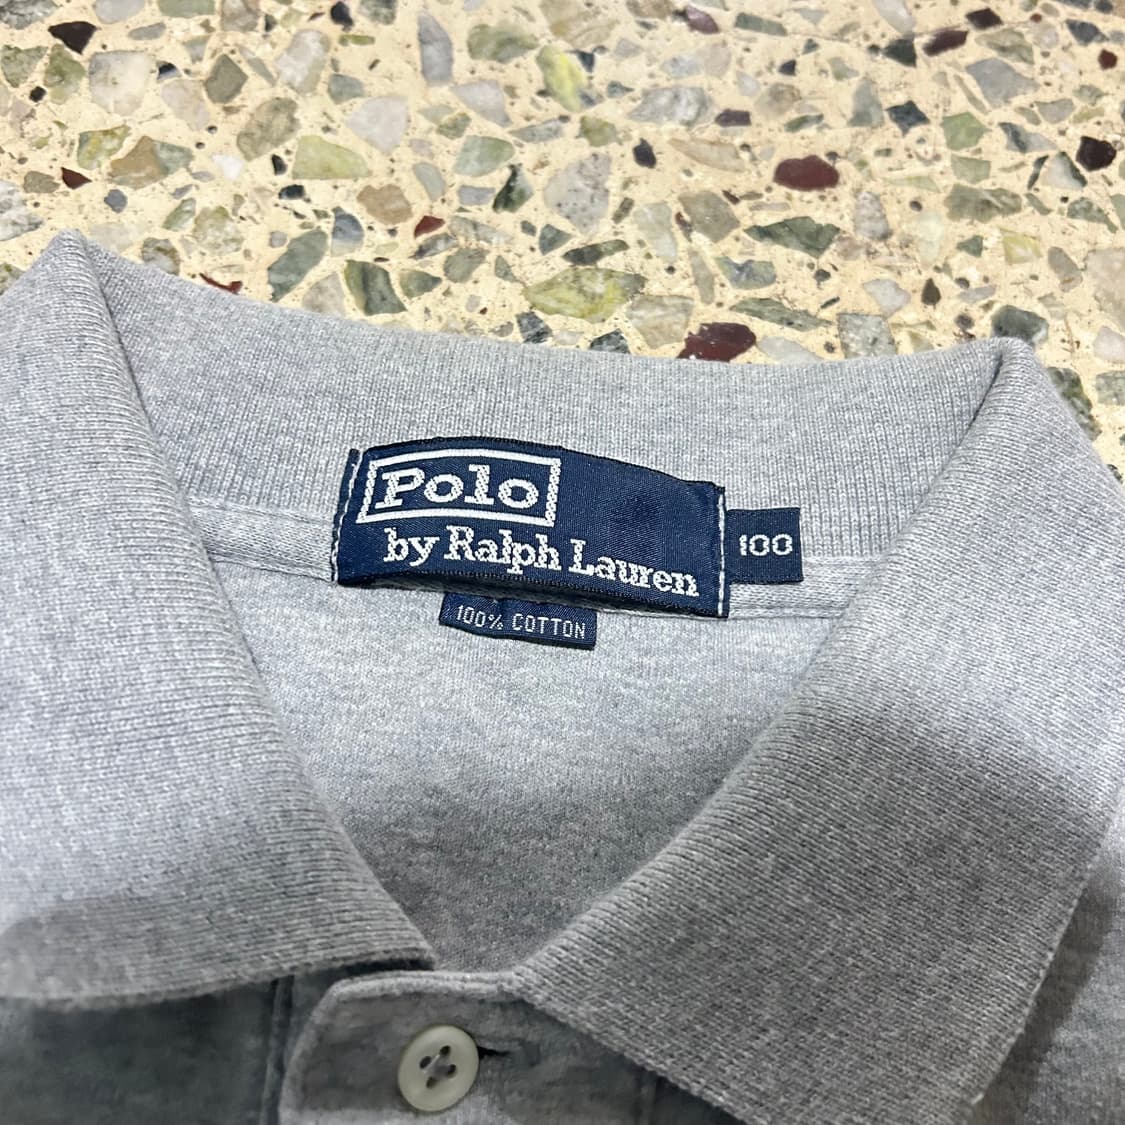 Polo
by Ralph Lauren
100
100% COTTON